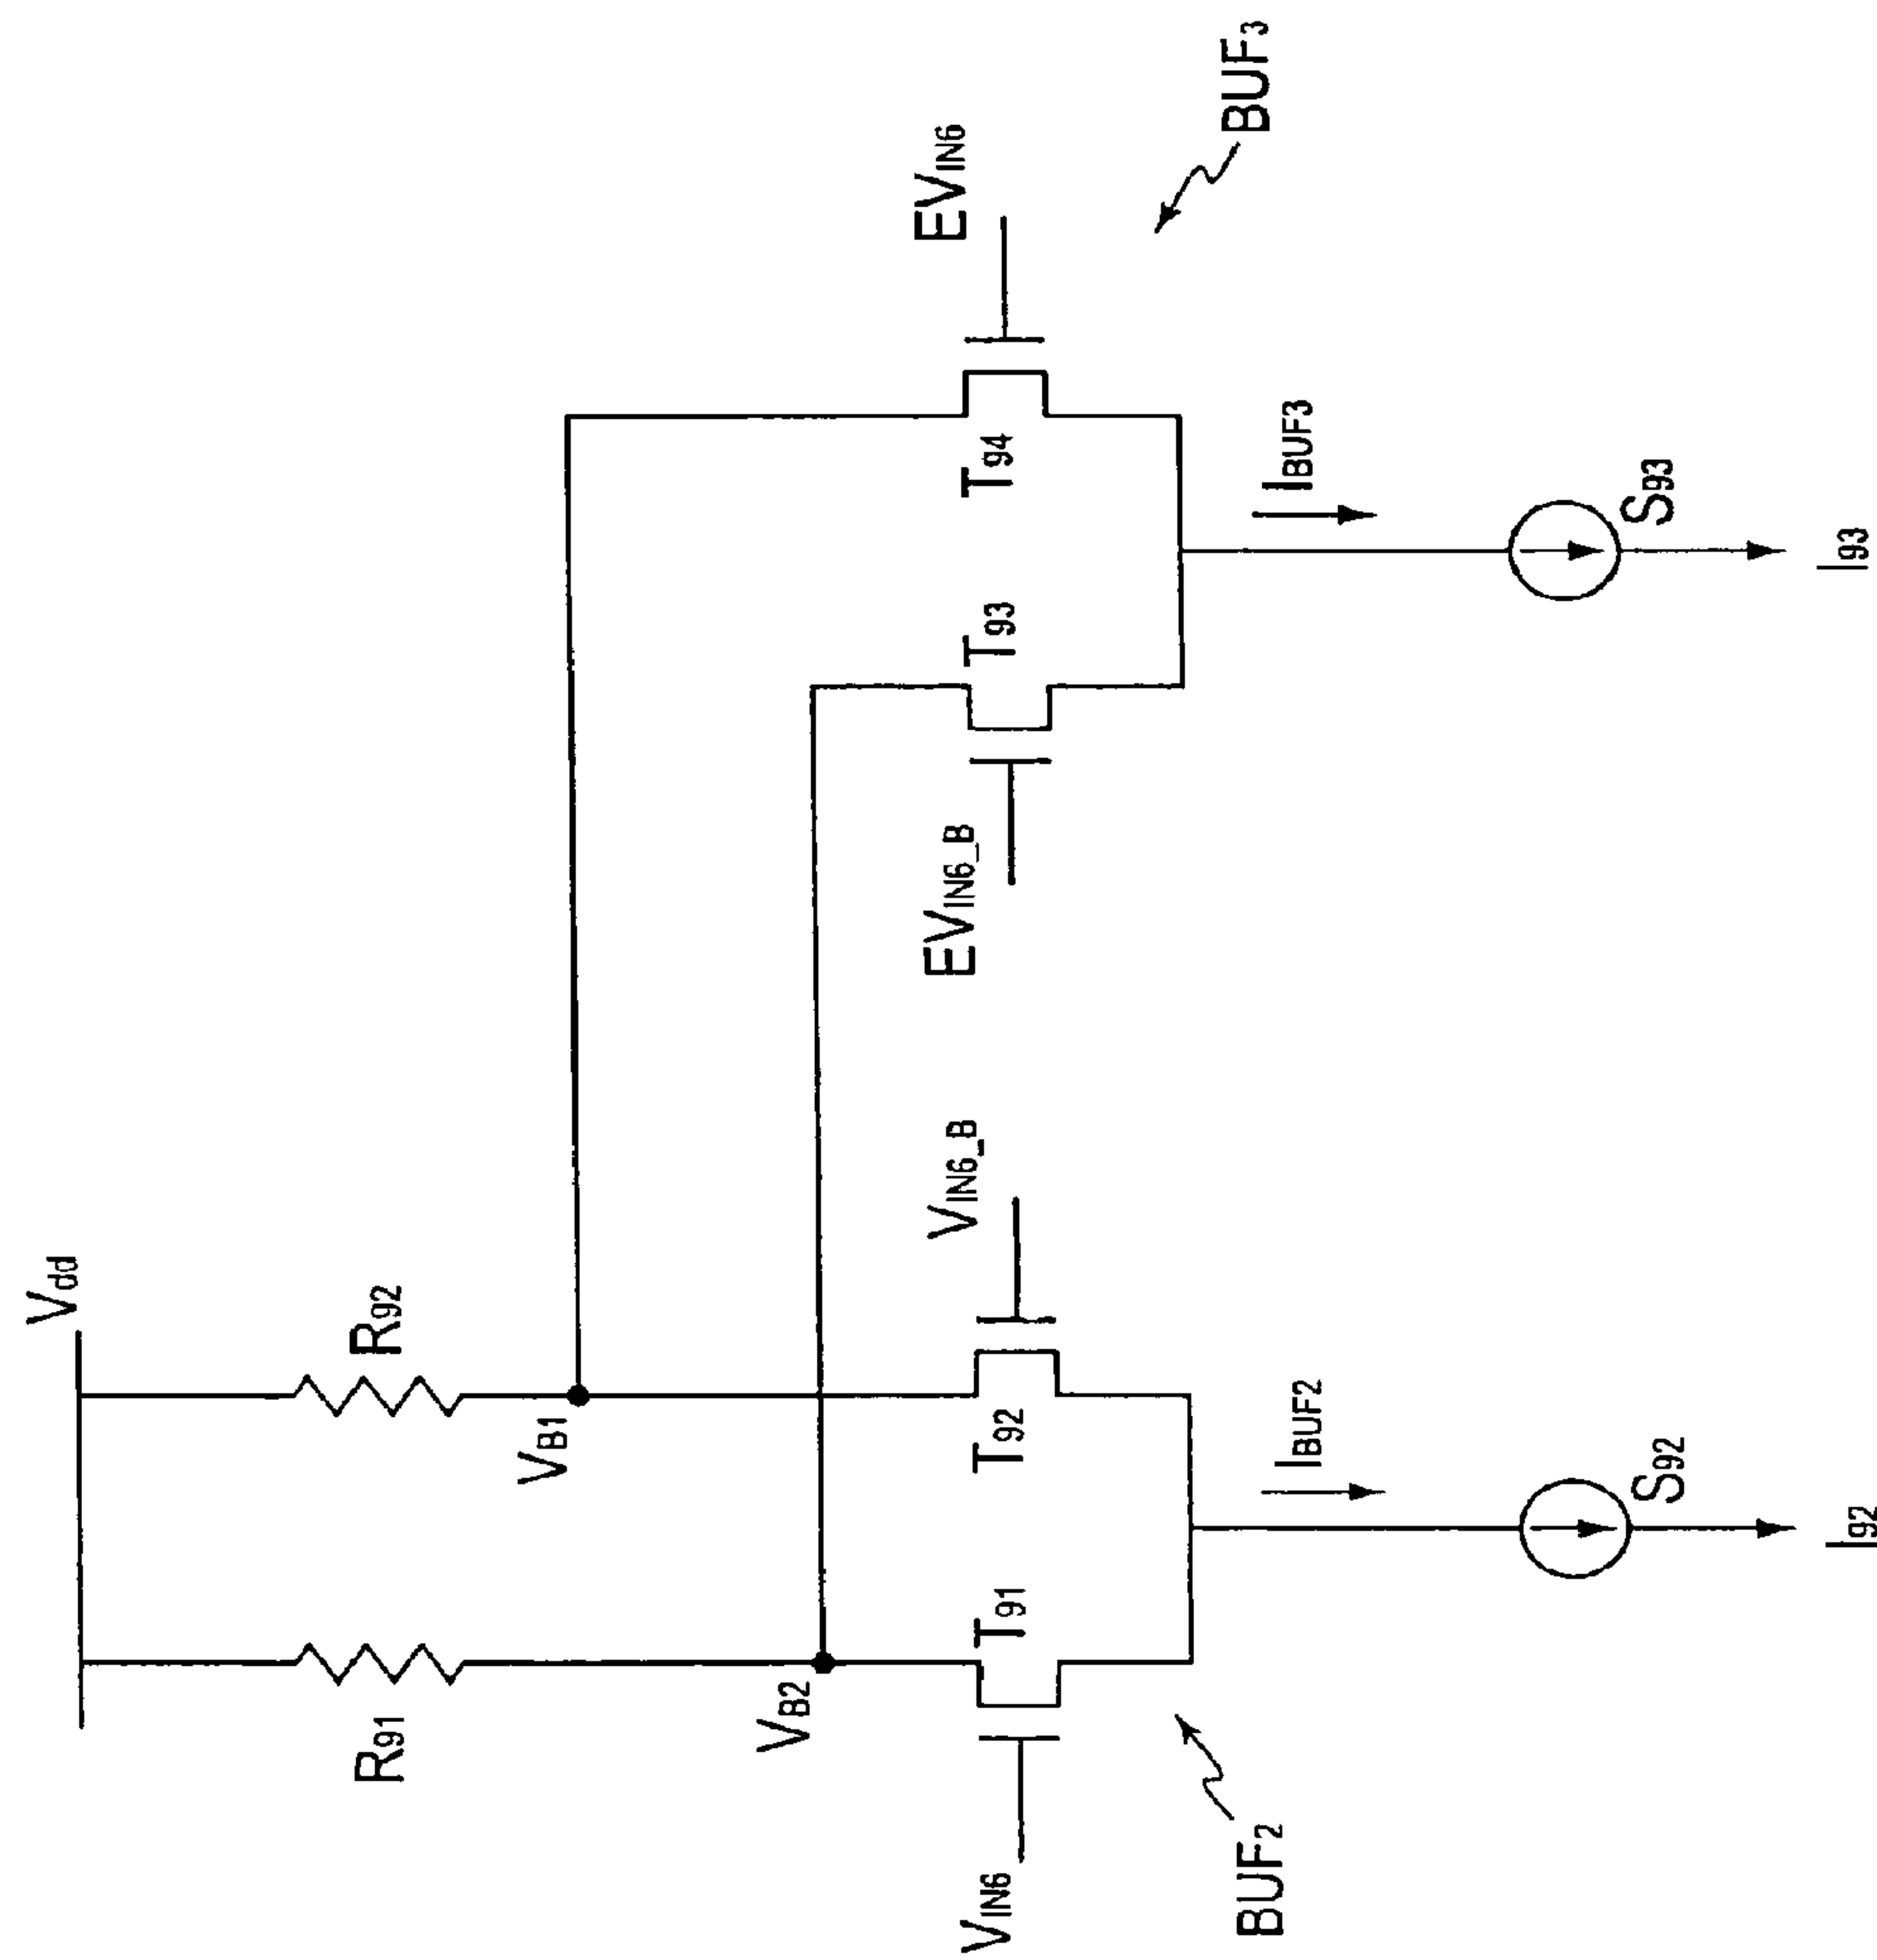 Vdd
R91
R92
VB1
VB2
VIN6
T91
T92
VIN6_B
EVIN6_B
T93
T94
EVIN6
BUF2
IBUF2
IBUF3
BUF3
S92
S93
I92
I93